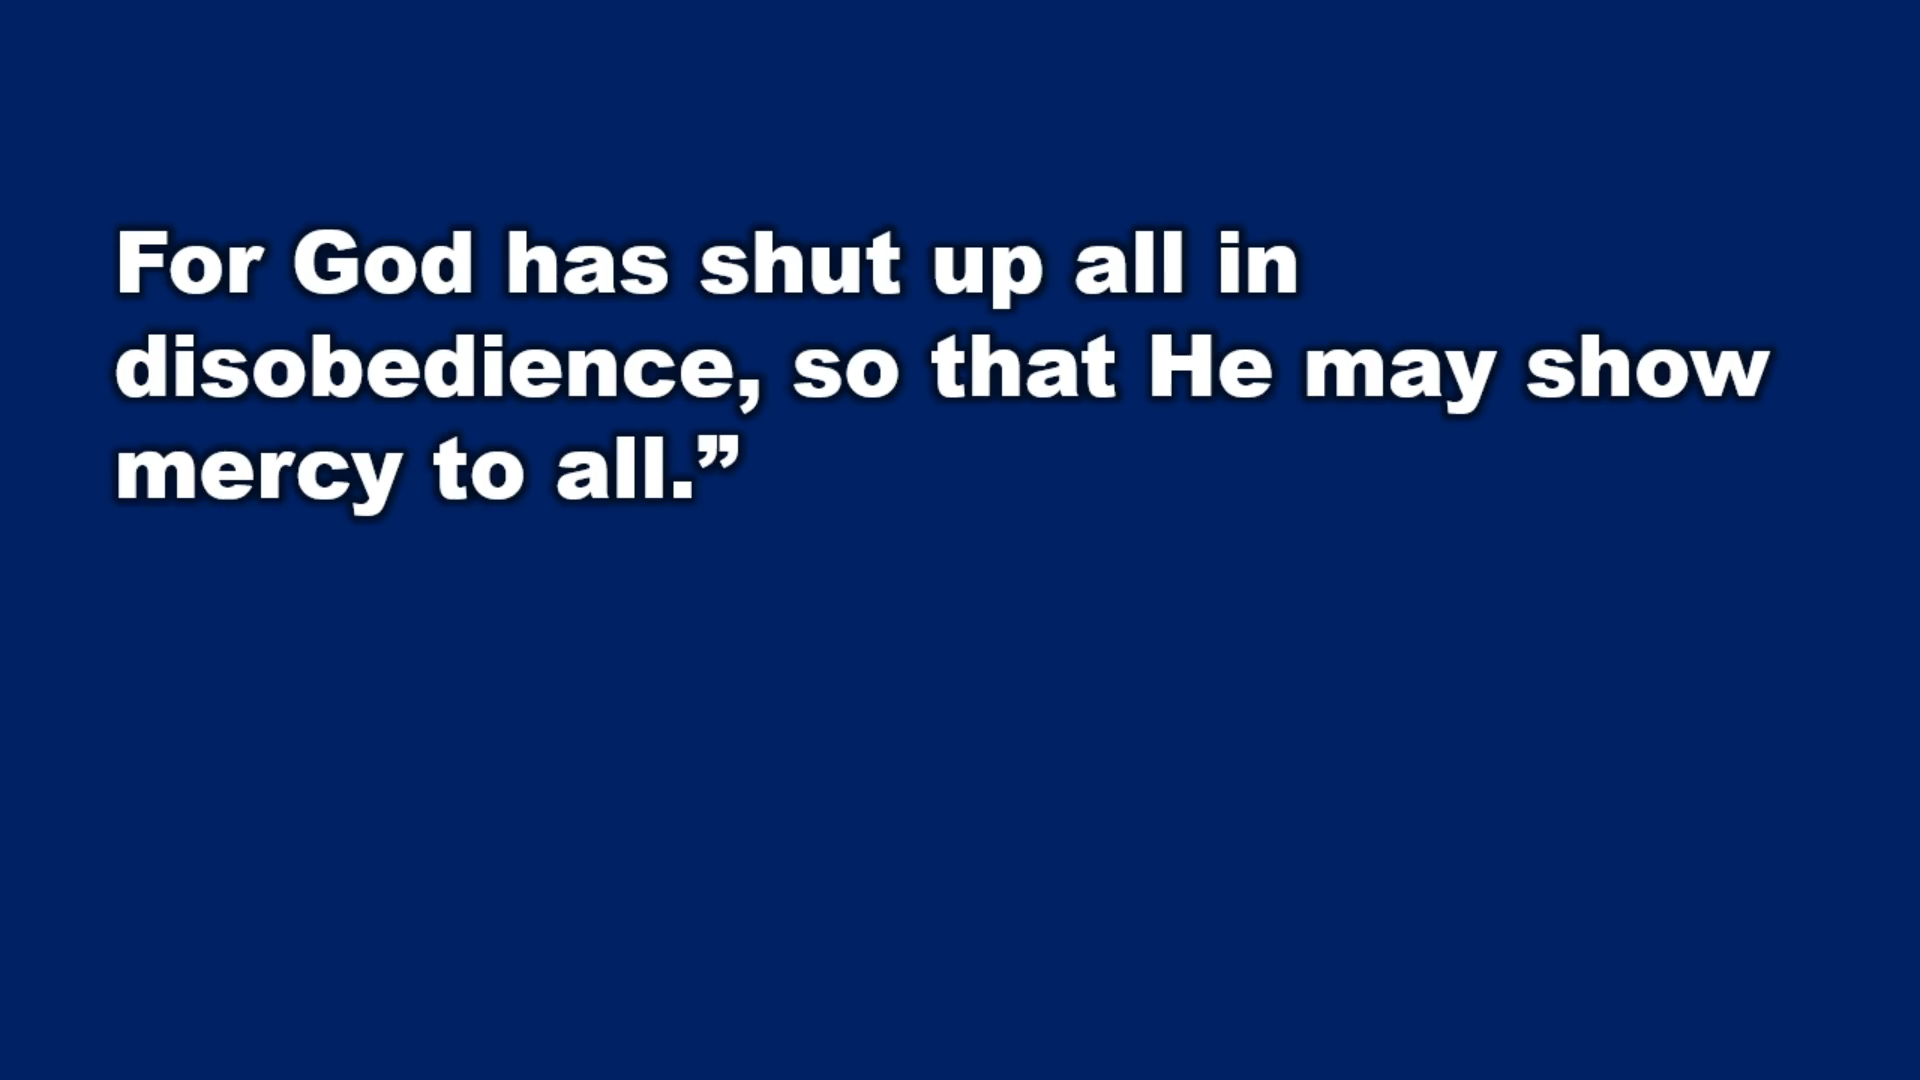 For God has shut up all in
disobedience, so that He may show
mercy to all.”